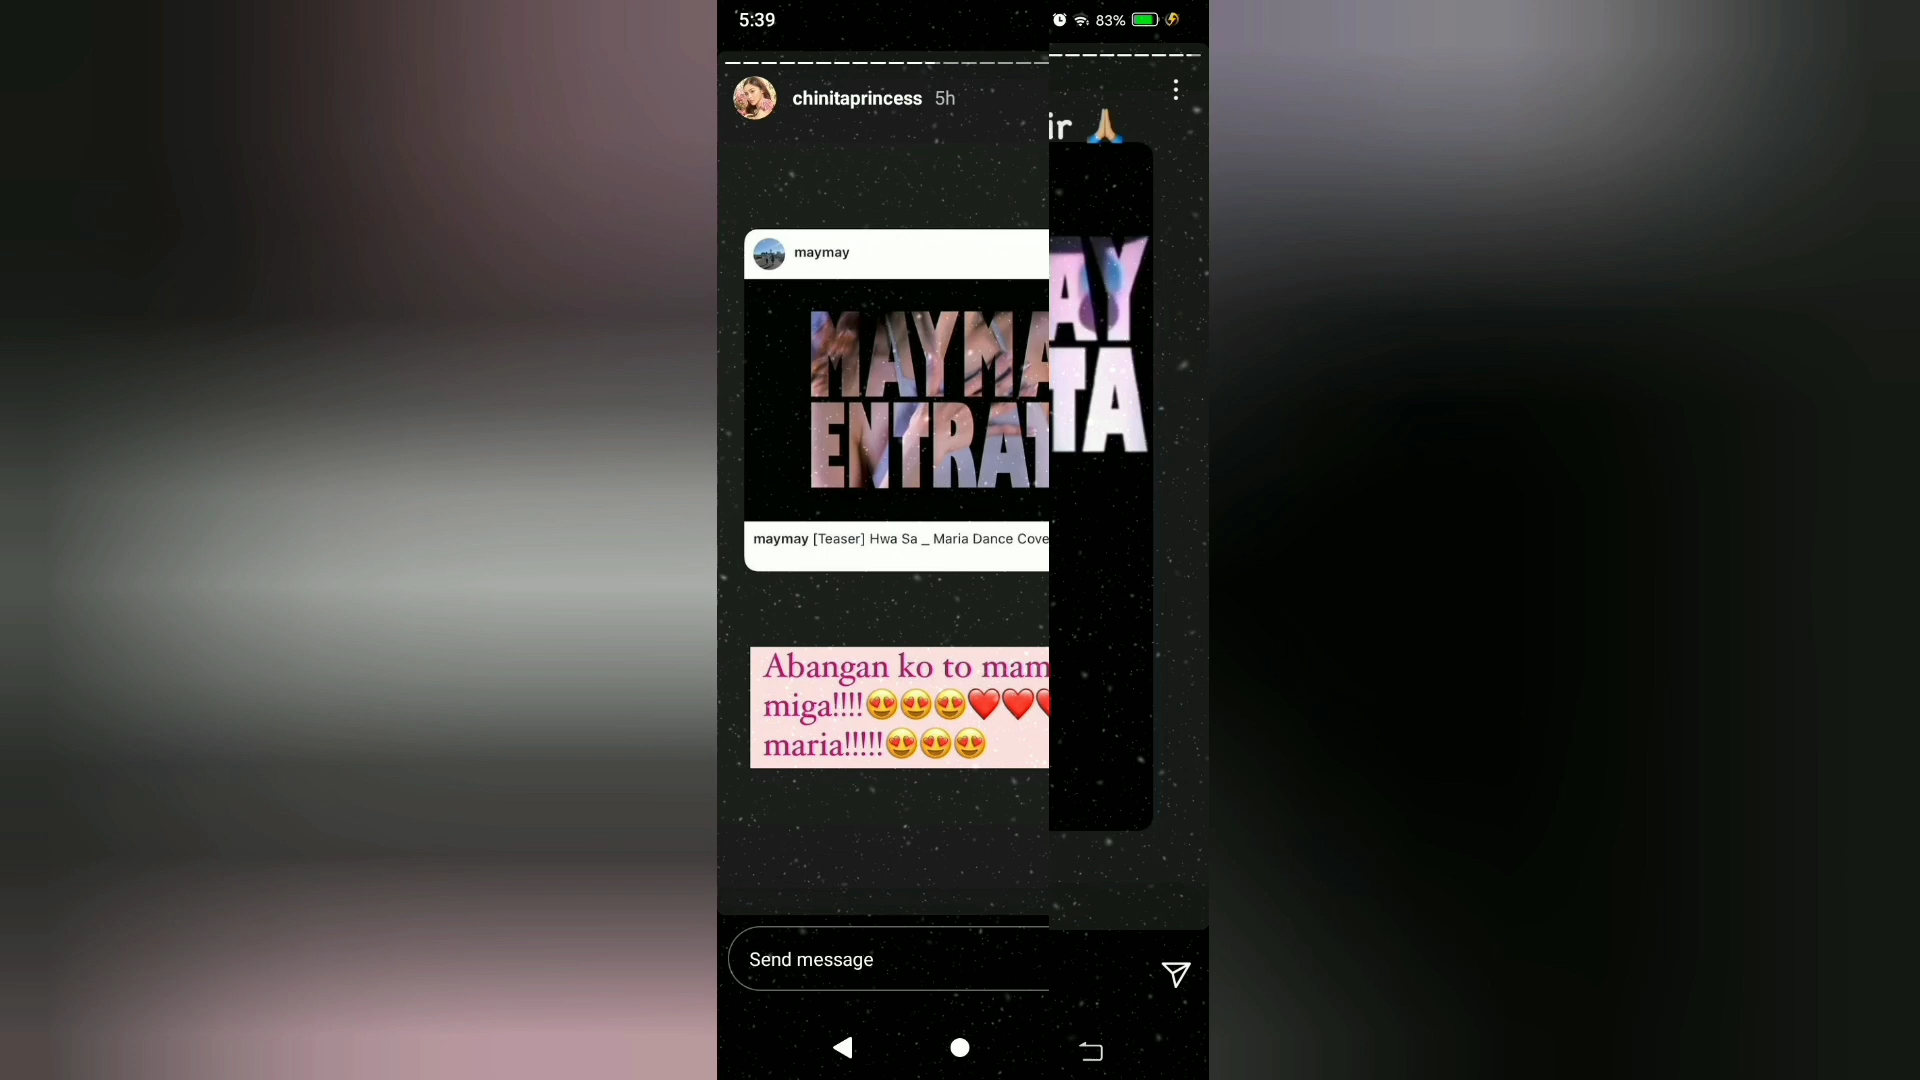 5:39
83%
chinitaprincess 5h
ir 🙏
maymay
MAYMA
AY
ENTRAT
TA
maymay [Teaser] Hwa Sa _ Maria Dance Cove
Abangan ko to mam
miga!!!!😍😍😍❤️❤️❤️
maria!!!!!😍😍😍
Send message